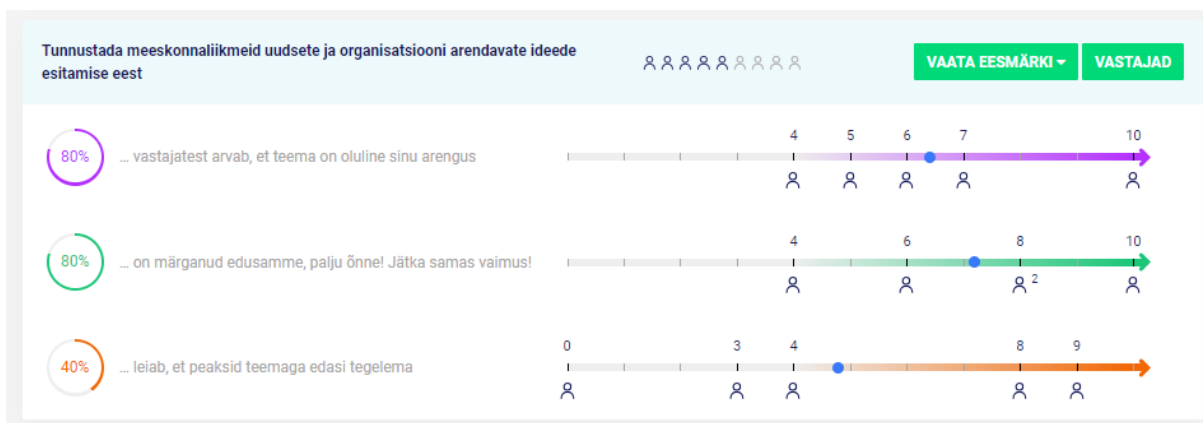 Tunnustada meeskonnaliikmeid uudsete ja organisatsiooni arendavate ideede
esitamise eest
VAATA EESMÄRKI
VASTAJAD
4 5 6 7 10
80% ... vastajatest arvab, et teema on oluline sinu arengus
4 6 8 10
80% ... on märganud edusamme, palju õnne! Jätka samas vaimus!
2
0 3 4 8 9
40% ... leiab, et peaksid teemaga edasi tegelema